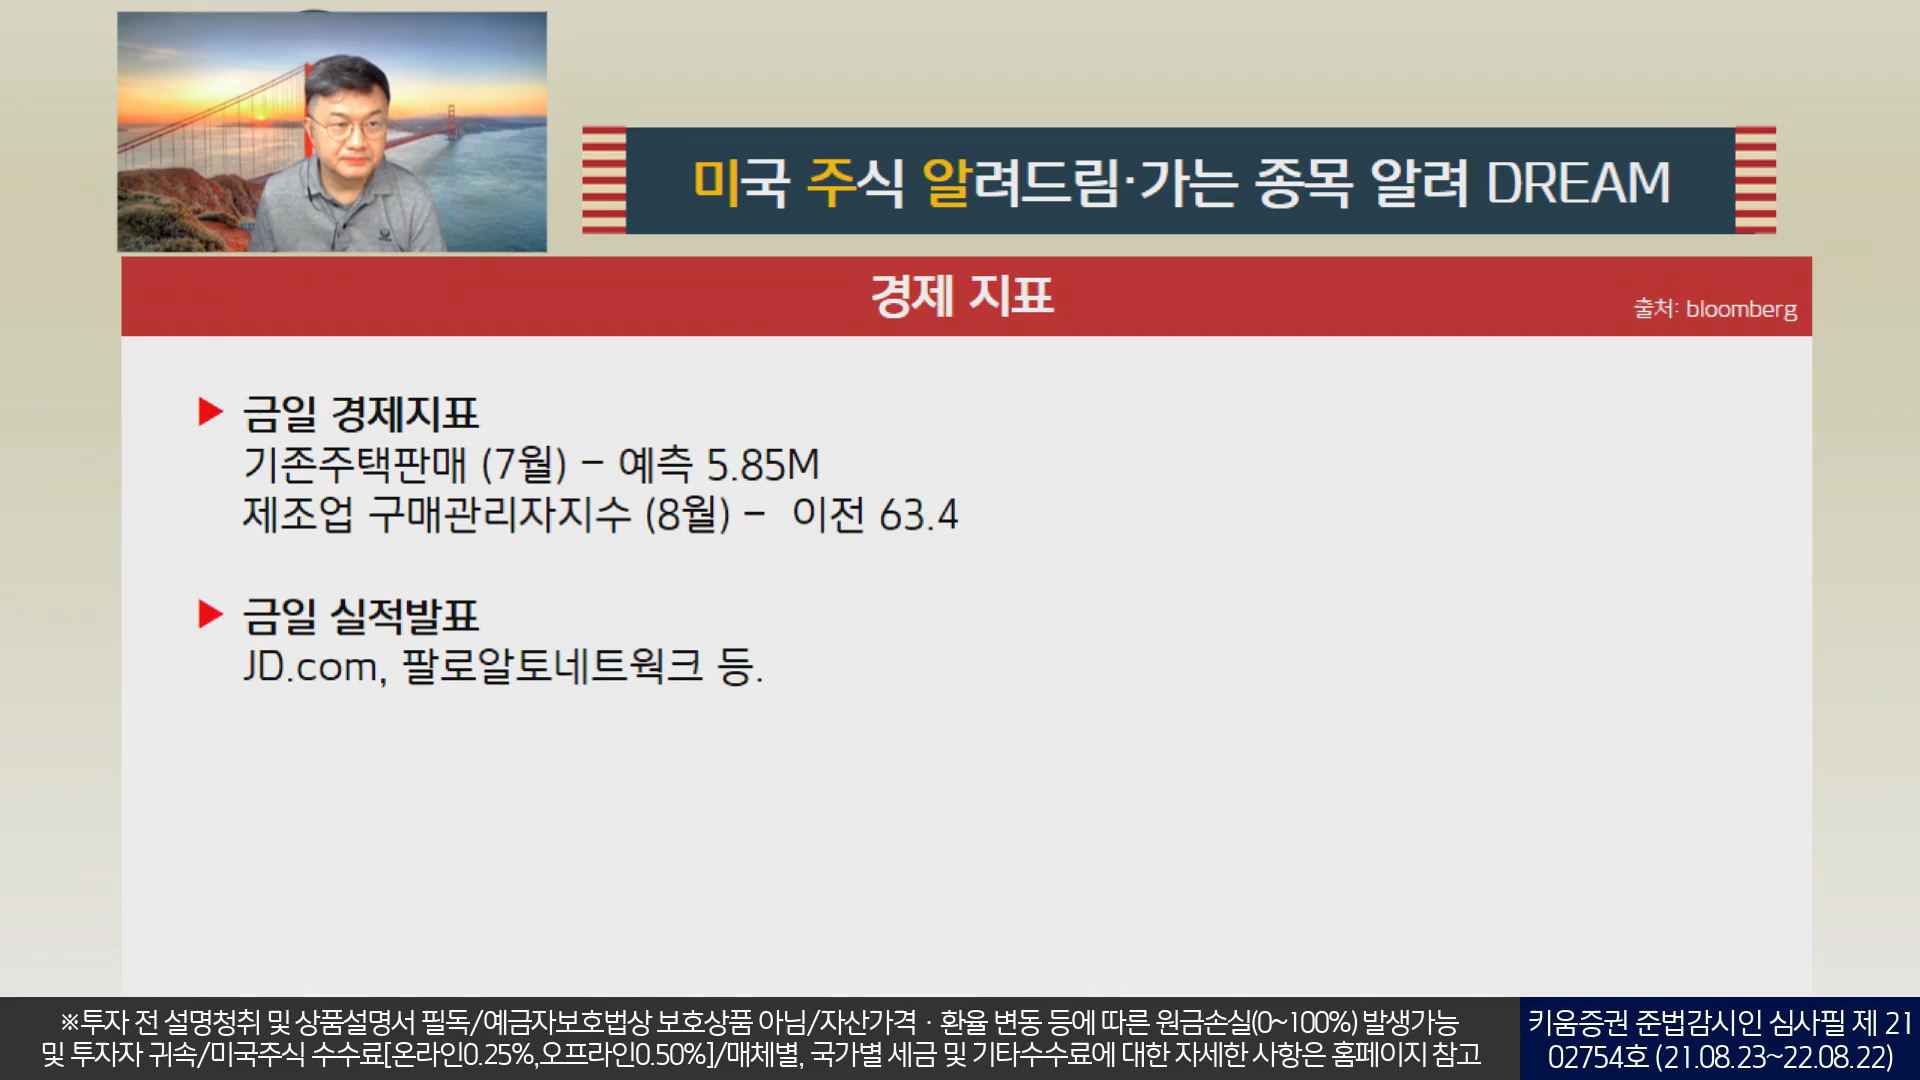 미국 주식 알려드림·가는 종목 알려 DREAM
경제 지표
출처: bloomberg
▶ 금일 경제지표
기존주택판매 (7월) – 예측 5.85M
제조업 구매관리자지수 (8월) – 이전 63.4
▶ 금일 실적발표
JD.com, 팔로알토네트웍크 등.
※투자 전 설명청취 및 상품설명서 필독/예금자보호법상 보호상품 아님/자산가격 · 환율 변동 등에 따른 원금손실(0~100%) 발생가능
및 투자자 귀속/미국주식 수수료[온라인0.25%,오프라인0.50%]/매체별, 국가별 세금 및 기타수수료에 대한 자세한 사항은 홈페이지 참고
키움증권 준법감시인 심사필 제 21
02754호 (21.08.23~22.08.22)